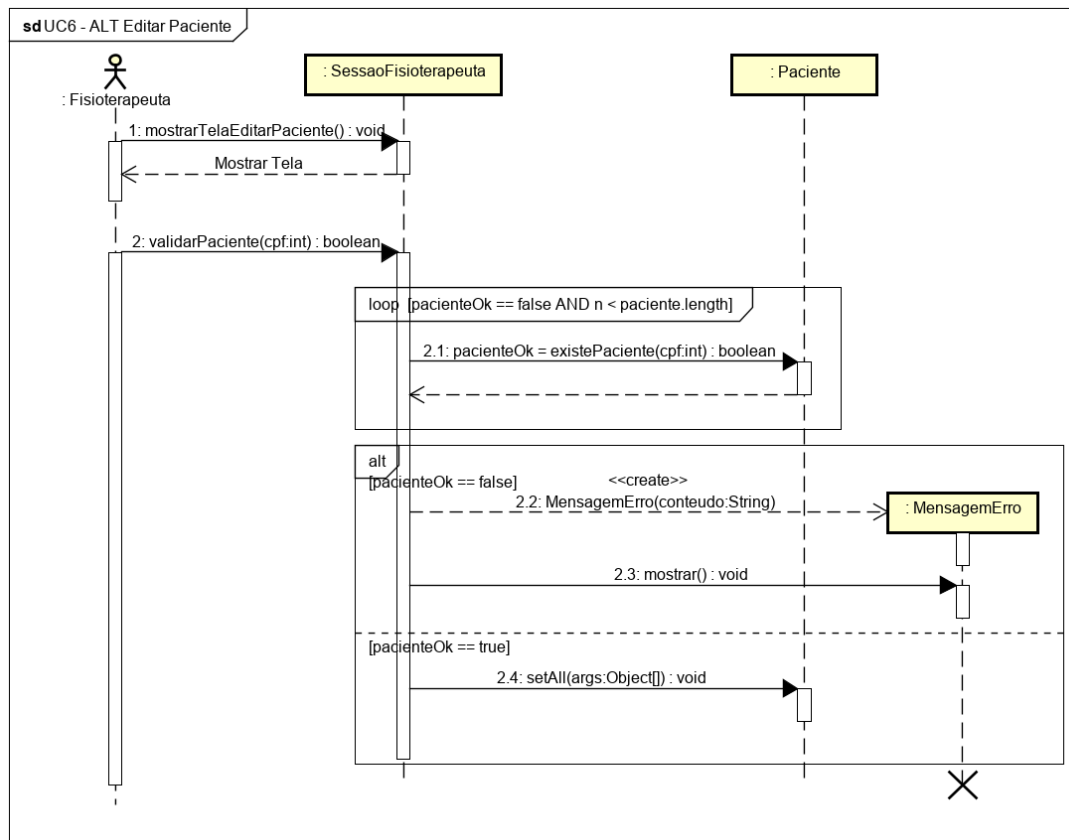 sd UC6 - ALT Editar Paciente
: Fisioterapeuta
: SessaoFisioterapeuta
: Paciente
1: mostrarTelaEditarPaciente() : void
Mostrar Tela
2: validarPaciente(cpf:int) : boolean
loop [pacienteOk == false AND n < paciente.length]
2.1: pacienteOk = existePaciente(cpf:int) : boolean
alt
[pacienteOk == false]
<<create>>
2.2: MensagemErro(conteudo:String)
: MensagemErro
2.3: mostrar() : void
[pacienteOk == true]
2.4: setAll(args:Object[]) : void